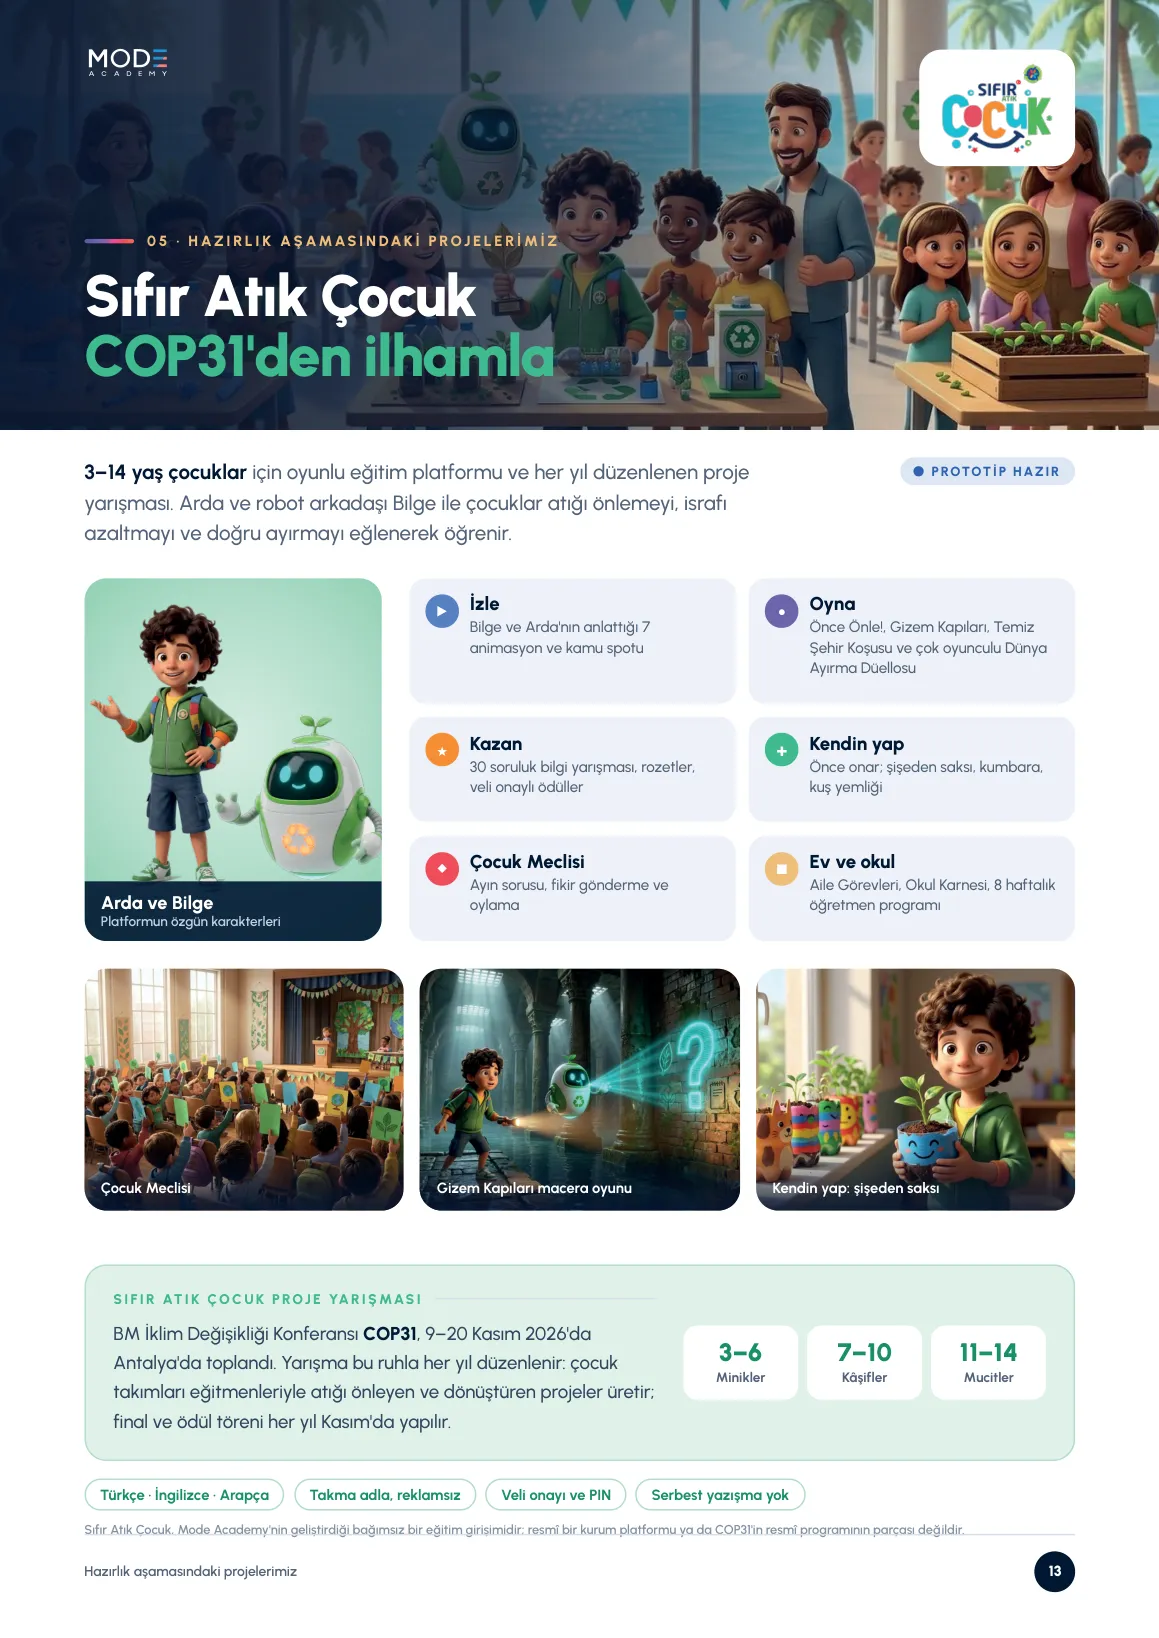 MODE
ACADEMY
SIFIR
ATIK
ÇOCUK
05 · HAZIRLIK AŞAMASINDAKİ PROJELERİMİZ
Sıfır Atık Çocuk
COP31'den ilhamla
3–14 yaş çocuklar için oyunlu eğitim platformu ve her yıl düzenlenen proje
yarışması. Arda ve robot arkadaşı Bilge ile çocuklar atığı önlemeyi, israfı
azaltmayı ve doğru ayırmayı eğlenerek öğrenir.
PROTOTİP HAZIR
Arda ve Bilge
Platformun özgün karakterleri
İzle
Bilge ve Arda'nın anlattığı 7
animasyon ve kamu spotu
Oyna
Önce Önle!, Gizem Kapıları, Temiz
Şehir Koşusu ve çok oyunculu Dünya
Ayırma Düellosu
Kazan
30 soruluk bilgi yarışması, rozetler,
veli onaylı ödüller
Kendin yap
Önce onar; şişeden saksı, kumbara,
kuş yemliği
Çocuk Meclisi
Ayın sorusu, fikir gönderme ve
oylama
Ev ve okul
Aile Görevleri, Okul Karnesi, 8 haftalık
öğretmen programı
Çocuk Meclisi
Gizem Kapıları macera oyunu
Kendin yap: şişeden saksı
SIFIR ATIK ÇOCUK PROJE YARIŞMASI
BM İklim Değişikliği Konferansı COP31, 9–20 Kasım 2026'da
Antalya'da toplandı. Yarışma bu ruhla her yıl düzenlenir: çocuk
takımları eğitmenleriyle atığı önleyen ve dönüştüren projeler üretir;
final ve ödül töreni her yıl Kasım'da yapılır.
3–6
Minikler
7–10
Kâşifler
11–14
Mucitler
Türkçe · İngilizce · Arapça
Takma adla, reklamsız
Veli onayı ve PIN
Serbest yazışma yok
Sıfır Atık Çocuk, Mode Academy'nin geliştirdiği bağımsız bir eğitim girişimidir; resmî bir kurum platformu ya da COP31'in resmî programının parçası değildir.
Hazırlık aşamasındaki projelerimiz
13